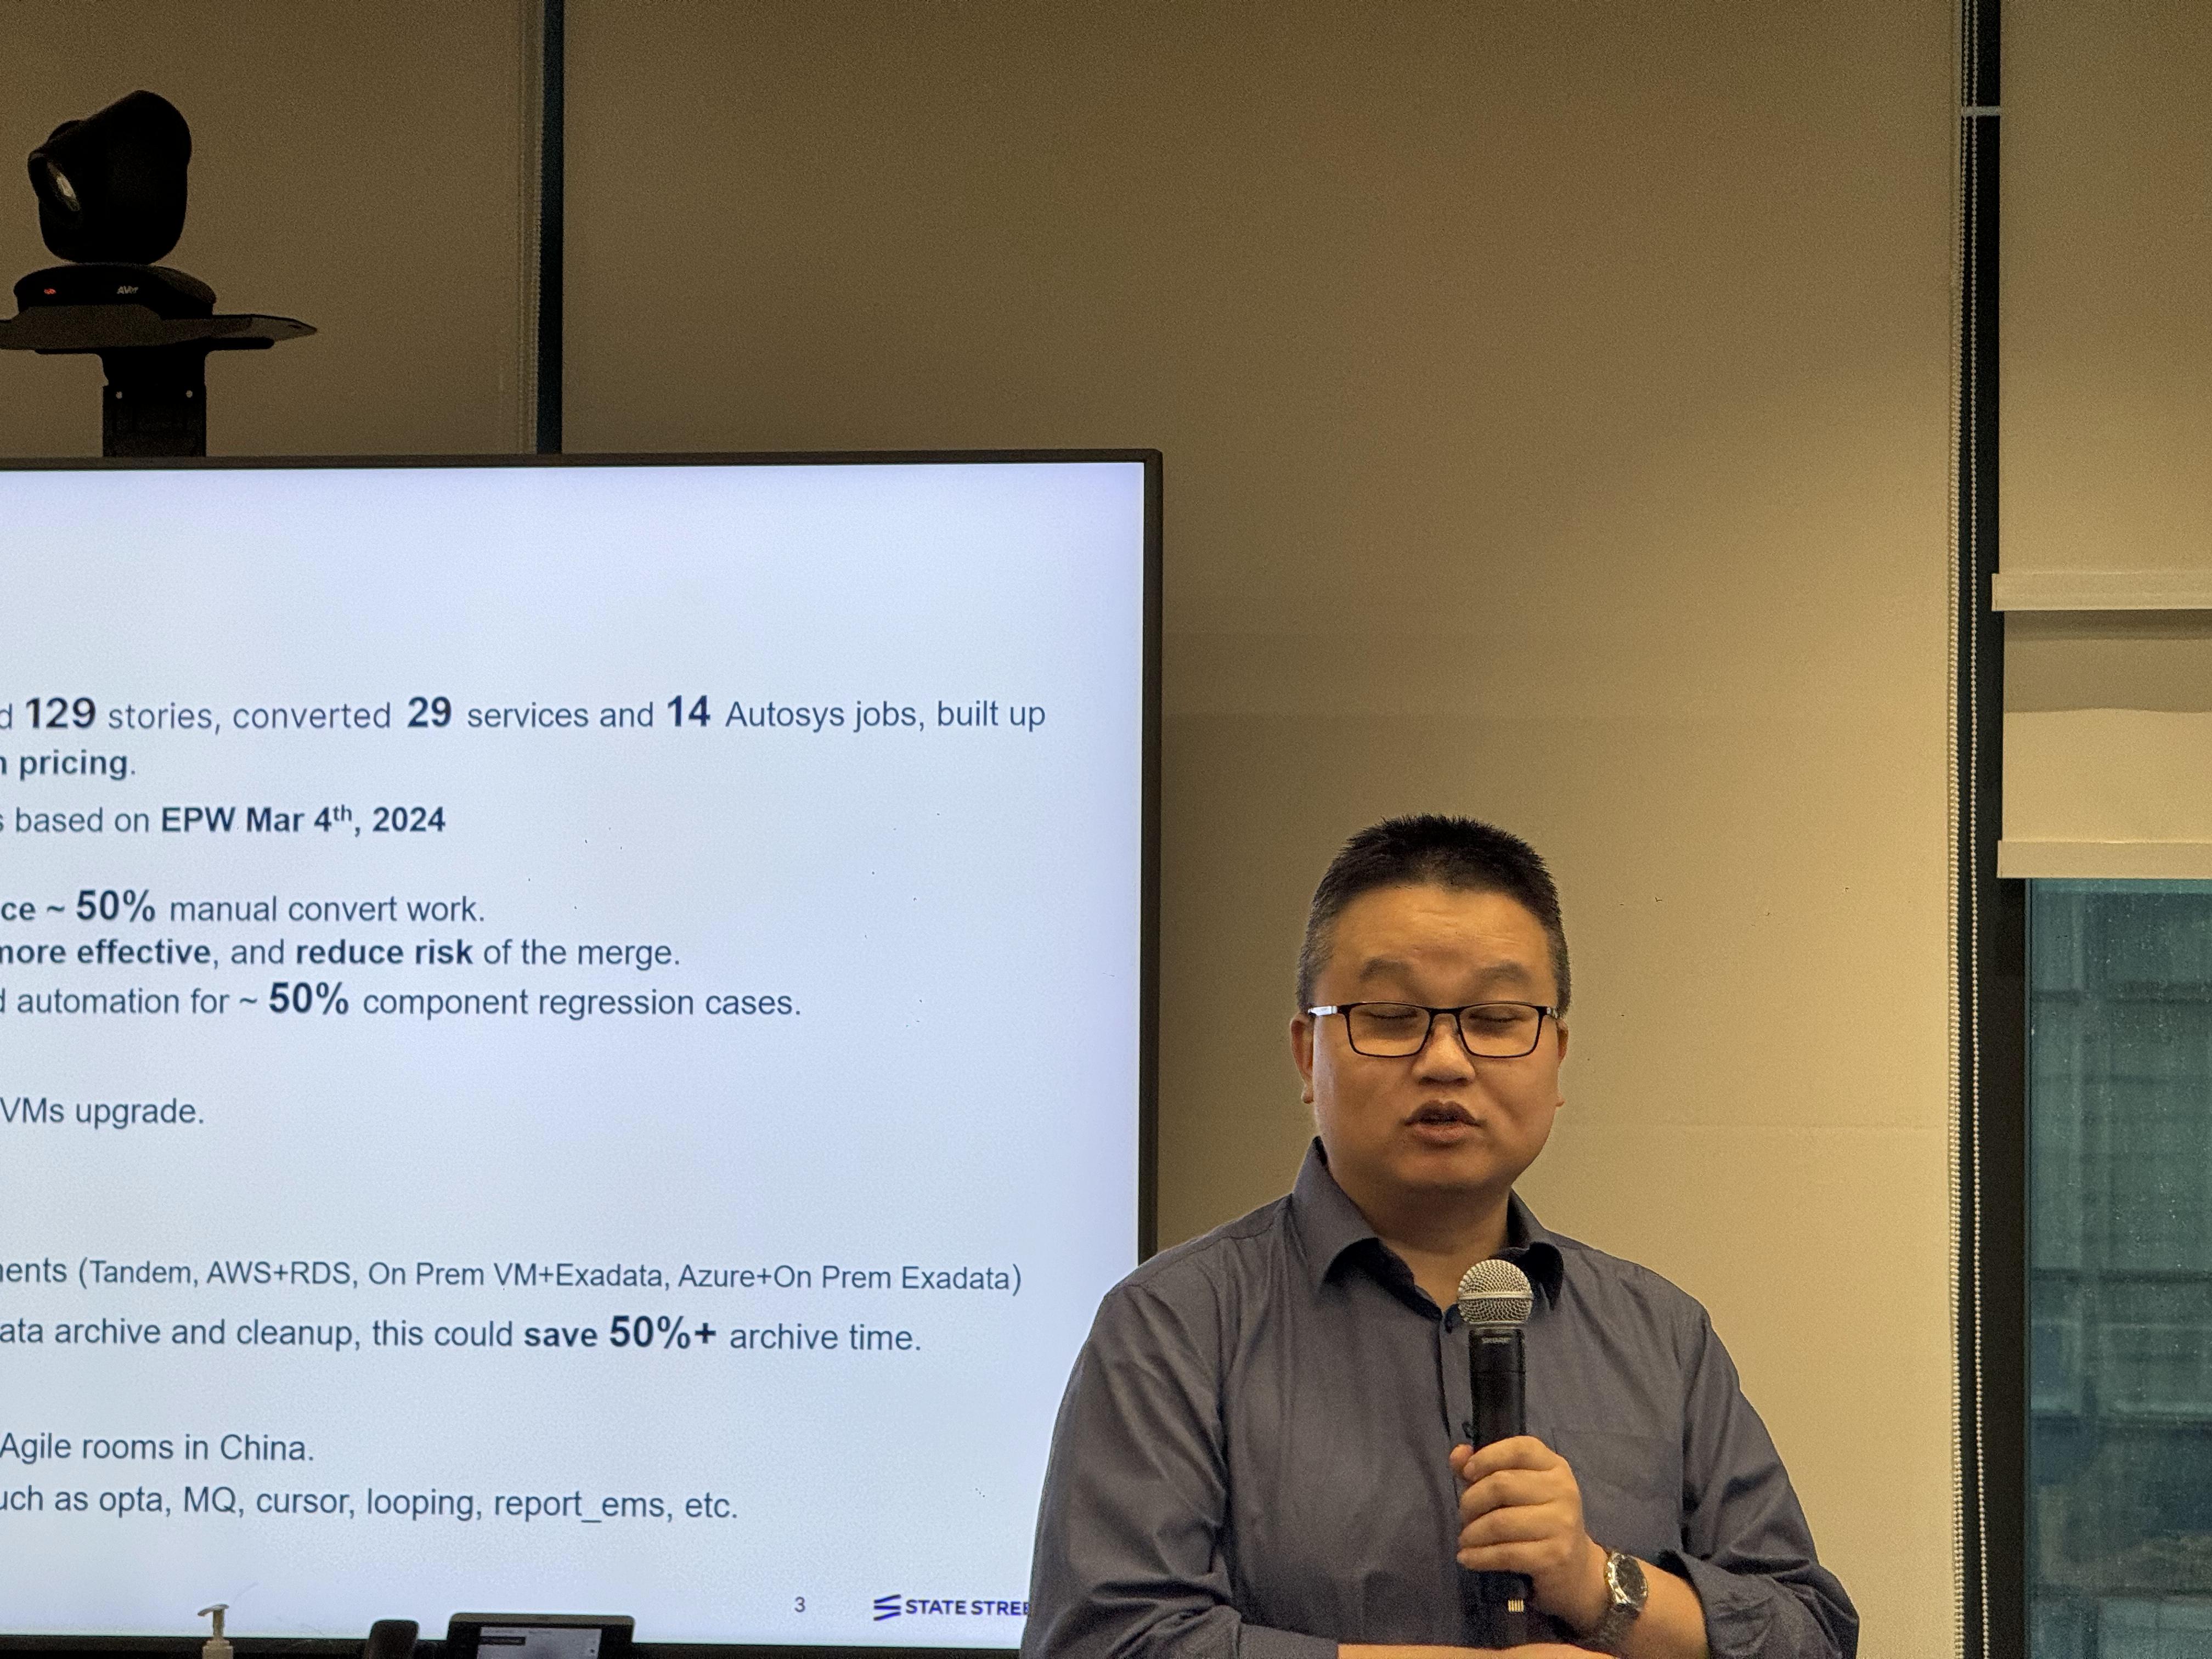 AVer
129 stories, converted 29 services and 14 Autosys jobs, built up
pricing.
based on EPW Mar 4th, 2024
ce ~ 50% manual convert work.
more effective, and reduce risk of the merge.
automation for ~ 50% component regression cases.
VMs upgrade.
ents (Tandem, AWS+RDS, On Prem VM+Exadata, Azure+On Prem Exadata)
ata archive and cleanup, this could save 50%+ archive time.
Agile rooms in China.
uch as opta, MQ, cursor, looping, report_ems, etc.
3
STATE STREE
SHURE